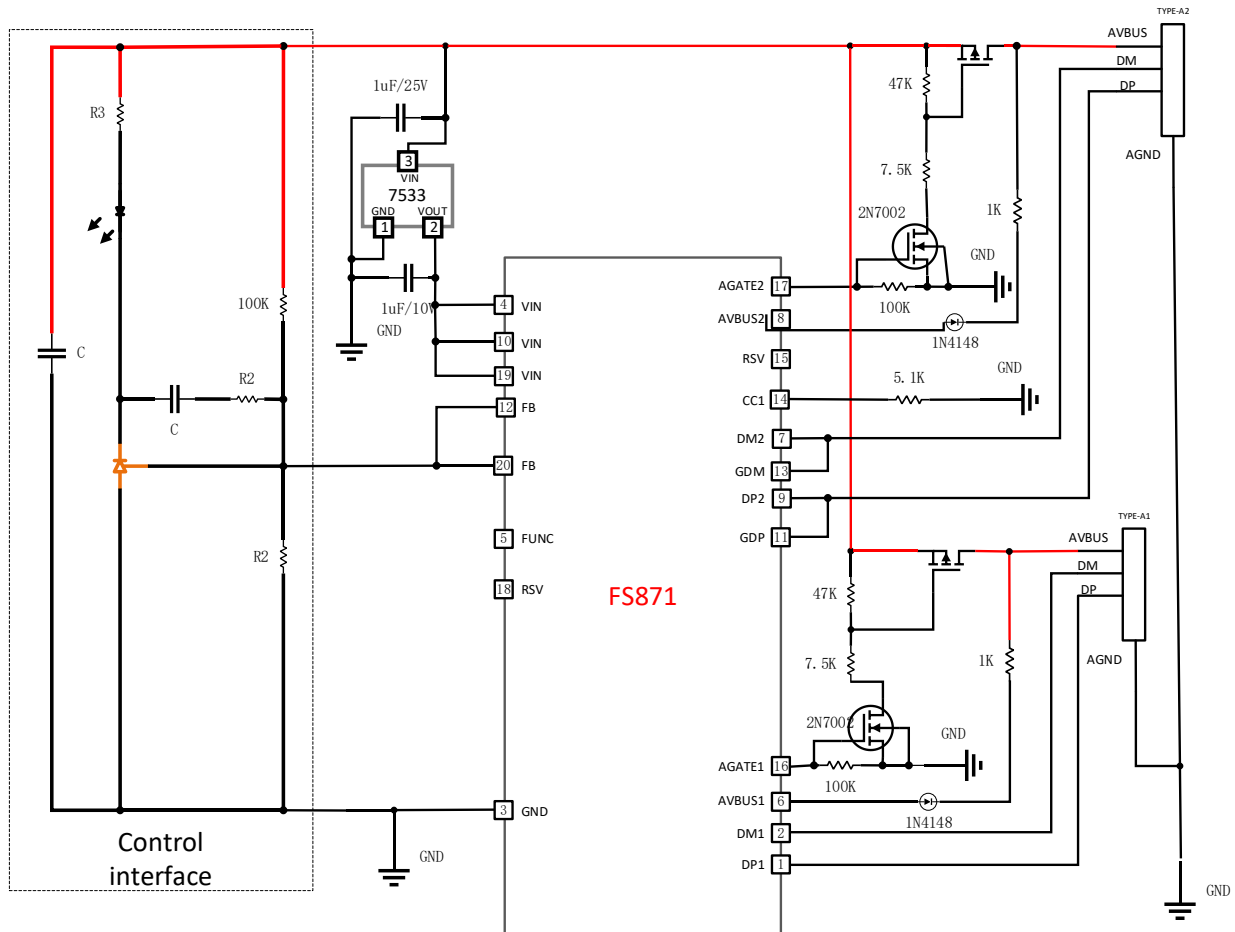 TYPE-A2
AVBUS
DM
DP
AGND
1uF/25V
47K
R3
3
VIN
7533
GND
VOUT
1
2
7.5K
2N7002
1K
GND
100K
1uF/10V
GND
AGATE2
17
100K
4
VIN
AVBUS2
8
1N4148
C
10
VIN
RSV
15
GND
19
VIN
5.1K
R2
12
FB
CC1
14
C
DM2
7
20
FB
GDM
13
DP2
9
TYPE-A1
5
FUNC
GDP
11
AVBUS
R2
DM
18
RSV
FS871
47K
DP
7.5K
1K
AGND
2N7002
GND
AGATE1
16
100K
AVBUS1
6
1N4148
3
GND
DM1
2
Control
interface
GND
DP1
1
GND